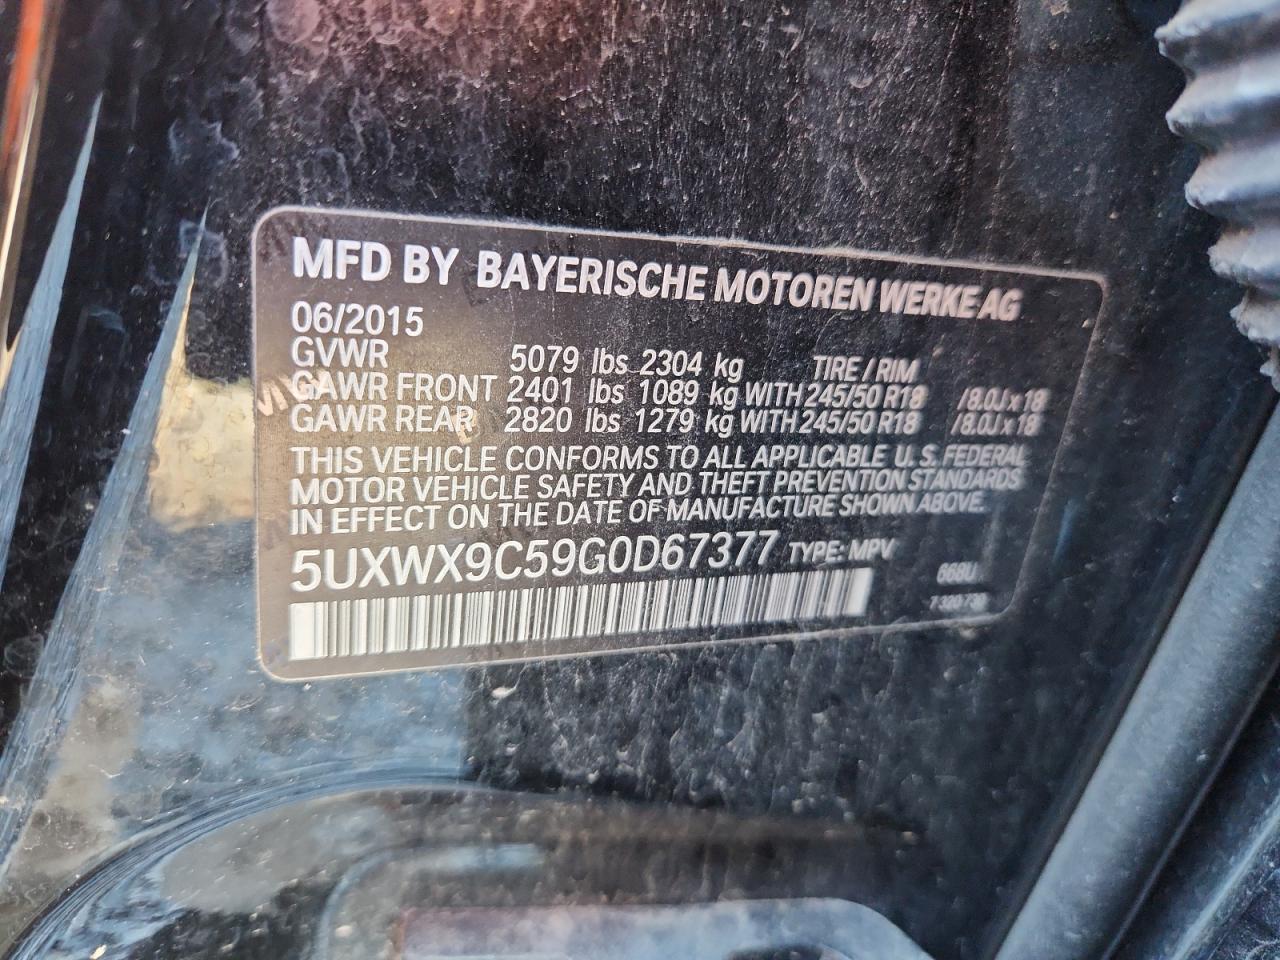 MFD BY BAYERISCHE MOTOREN WERKE AG
06/2015
GVWR 5079 lbs 2304 kg TIRE / RIM
GAWR FRONT 2401 lbs 1089 kg WITH 245/50 R18 / 8.0J x 18
GAWR REAR 2820 lbs 1279 kg WITH 245/50 R18 / 8.0J x 18
THIS VEHICLE CONFORMS TO ALL APPLICABLE U.S. FEDERAL
MOTOR VEHICLE SAFETY AND THEFT PREVENTION STANDARDS
IN EFFECT ON THE DATE OF MANUFACTURE SHOWN ABOVE.
5UXWX9C59G0D67377 TYPE: MPV
668U